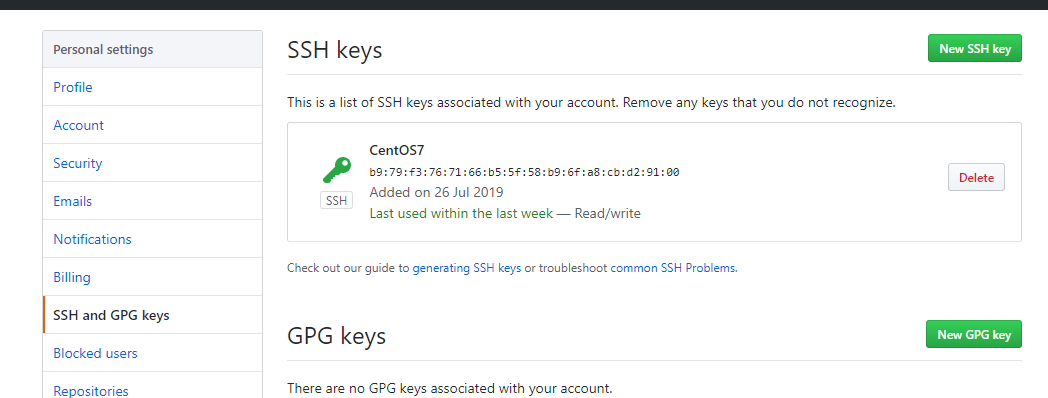 Personal settings
Profile
Account
Security
Emails
Notifications
Billing
SSH and GPG keys
Blocked users
Repositories
SSH keys
New SSH key
This is a list of SSH keys associated with your account. Remove any keys that you do not recognize.
CentOS7
b9:79:f3:76:71:66:b5:5f:58:b9:6f:a8:cb:d2:91:00
Added on 26 Jul 2019
Last used within the last week — Read/write
SSH
Delete
Check out our guide to generating SSH keys or troubleshoot common SSH Problems.
GPG keys
New GPG key
There are no GPG keys associated with your account.